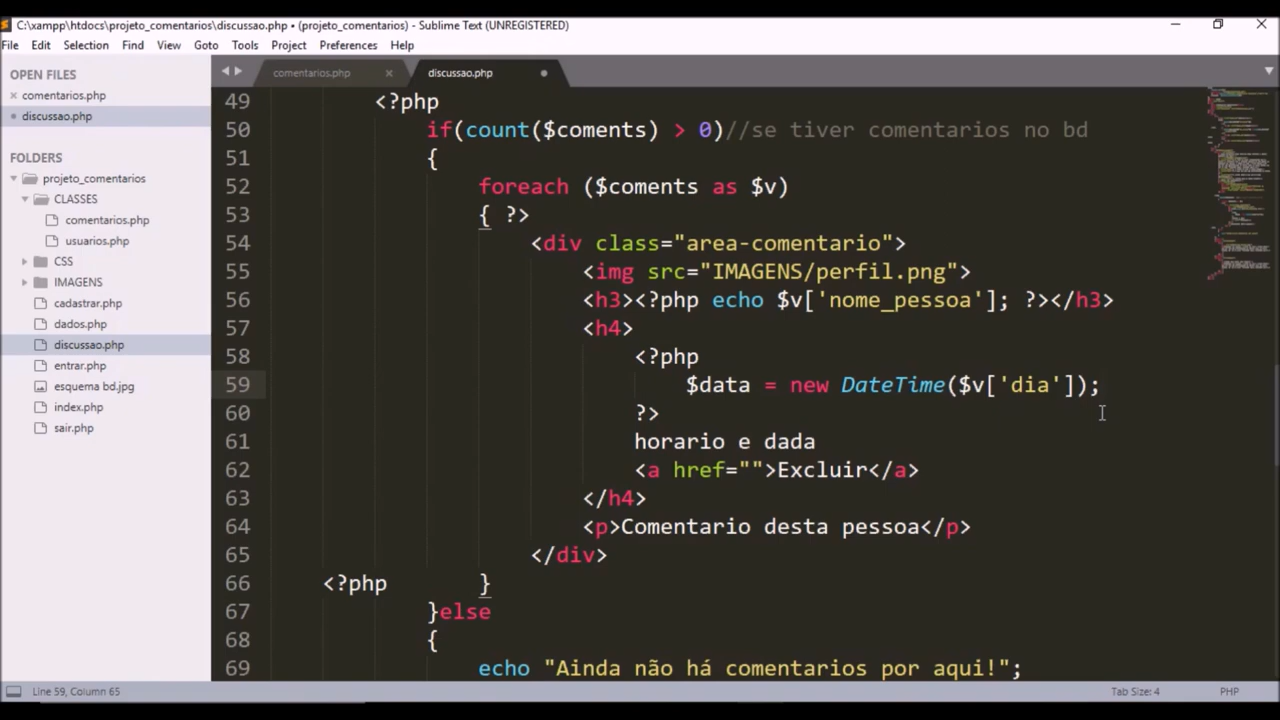 C:\xampp\htdocs\projeto_comentarios\discussao.php • (projeto_comentarios) - Sublime Text (UNREGISTERED)
File Edit Selection Find View Goto Tools Project Preferences Help
OPEN FILES
comentarios.php
discussao.php
FOLDERS
projeto_comentarios
CLASSES
comentarios.php
usuarios.php
CSS
IMAGENS
cadastrar.php
dados.php
discussao.php
entrar.php
esquema bd.jpg
index.php
sair.php
comentarios.php discussao.php
49 <?php
50 if(count($coments) > 0)//se tiver comentarios no bd
51 {
52 foreach ($coments as $v)
53 { ?>
54 <div class="area-comentario">
55 <img src="IMAGENS/perfil.png">
56 <h3><?php echo $v['nome_pessoa']; ?></h3>
57 <h4>
58 <?php
59 $data = new DateTime($v['dia']);
60 ?>
61 horario e dada
62 <a href="">Excluir</a>
63 </h4>
64 <p>Comentario desta pessoa</p>
65 </div>
66 <?php }
67 }else
68 {
69 echo "Ainda não há comentarios por aqui!";
Line 59, Column 65 Tab Size: 4 PHP